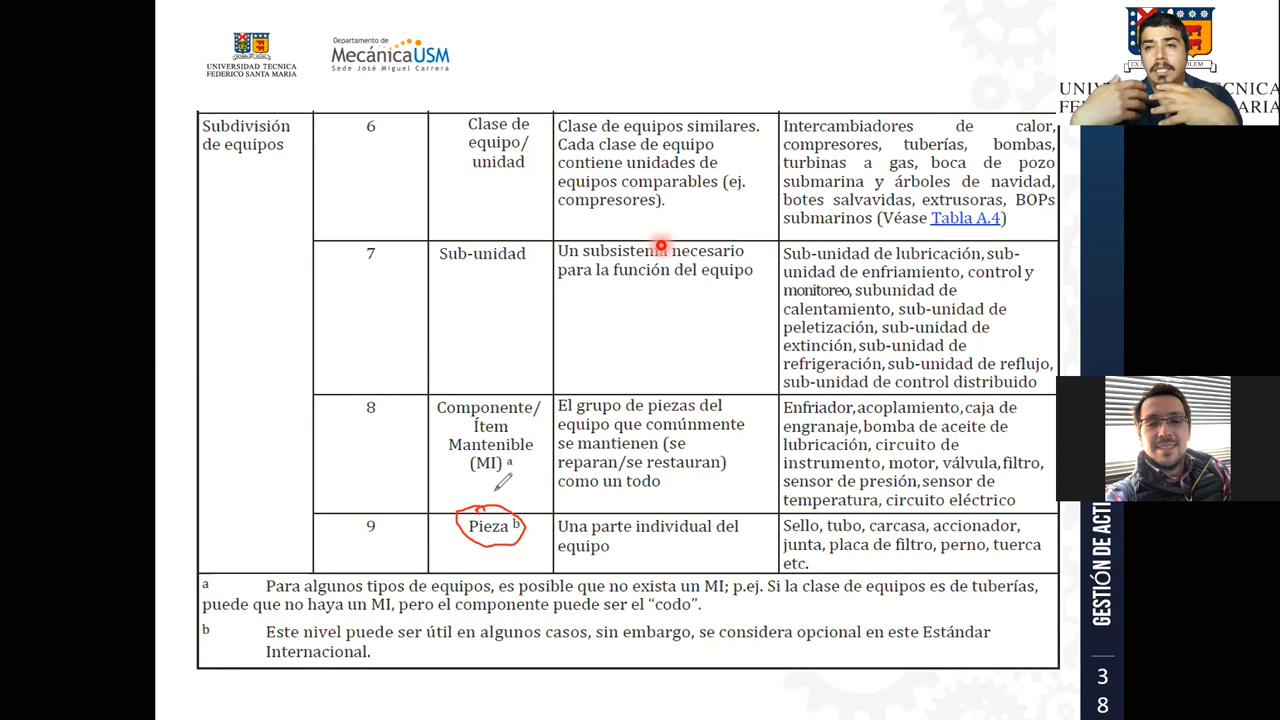 UNIVERSIDAD TECNICA
FEDERICO SANTA MARIA
Departamento de
MecánicaUSM
Sede José Miguel Carrera
Subdivisión
de equipos
6
Clase de
equipo/
unidad
Clase de equipos similares.
Cada clase de equipo
contiene unidades de
equipos comparables (ej.
compresores).
Intercambiadores de calor,
compresores, tuberías, bombas,
turbinas a gas, boca de pozo
submarina y árboles de navidad,
botes salvavidas, extrusoras, BOPs
submarinos (Véase Tabla A.4)
7
Sub-unidad
Un subsistema necesario
para la función del equipo
Sub-unidad de lubricación, sub-
unidad de enfriamiento, control y
monitoreo, subunidad de
calentamiento, sub-unidad de
peletización, sub-unidad de
extinción, sub-unidad de
refrigeración, sub-unidad de reflujo,
sub-unidad de control distribuido
8
Componente/
Ítem
Mantenible
(MI) a
El grupo de piezas del
equipo que comúnmente
se mantienen (se
reparan/se restauran)
como un todo
Enfriador, acoplamiento, caja de
engranaje, bomba de aceite de
lubricación, circuito de
instrumento, motor, válvula, filtro,
sensor de presión, sensor de
temperatura, circuito eléctrico
9
Pieza b
Una parte individual del
equipo
Sello, tubo, carcasa, accionador,
junta, placa de filtro, perno, tuerca
etc.
a Para algunos tipos de equipos, es posible que no exista un MI; p.ej. Si la clase de equipos es de tuberías,
puede que no haya un MI, pero el componente puede ser el “codo”.
b Este nivel puede ser útil en algunos casos, sin embargo, se considera opcional en este Estándar
Internacional.
GESTIÓN DE ACTI
3
8